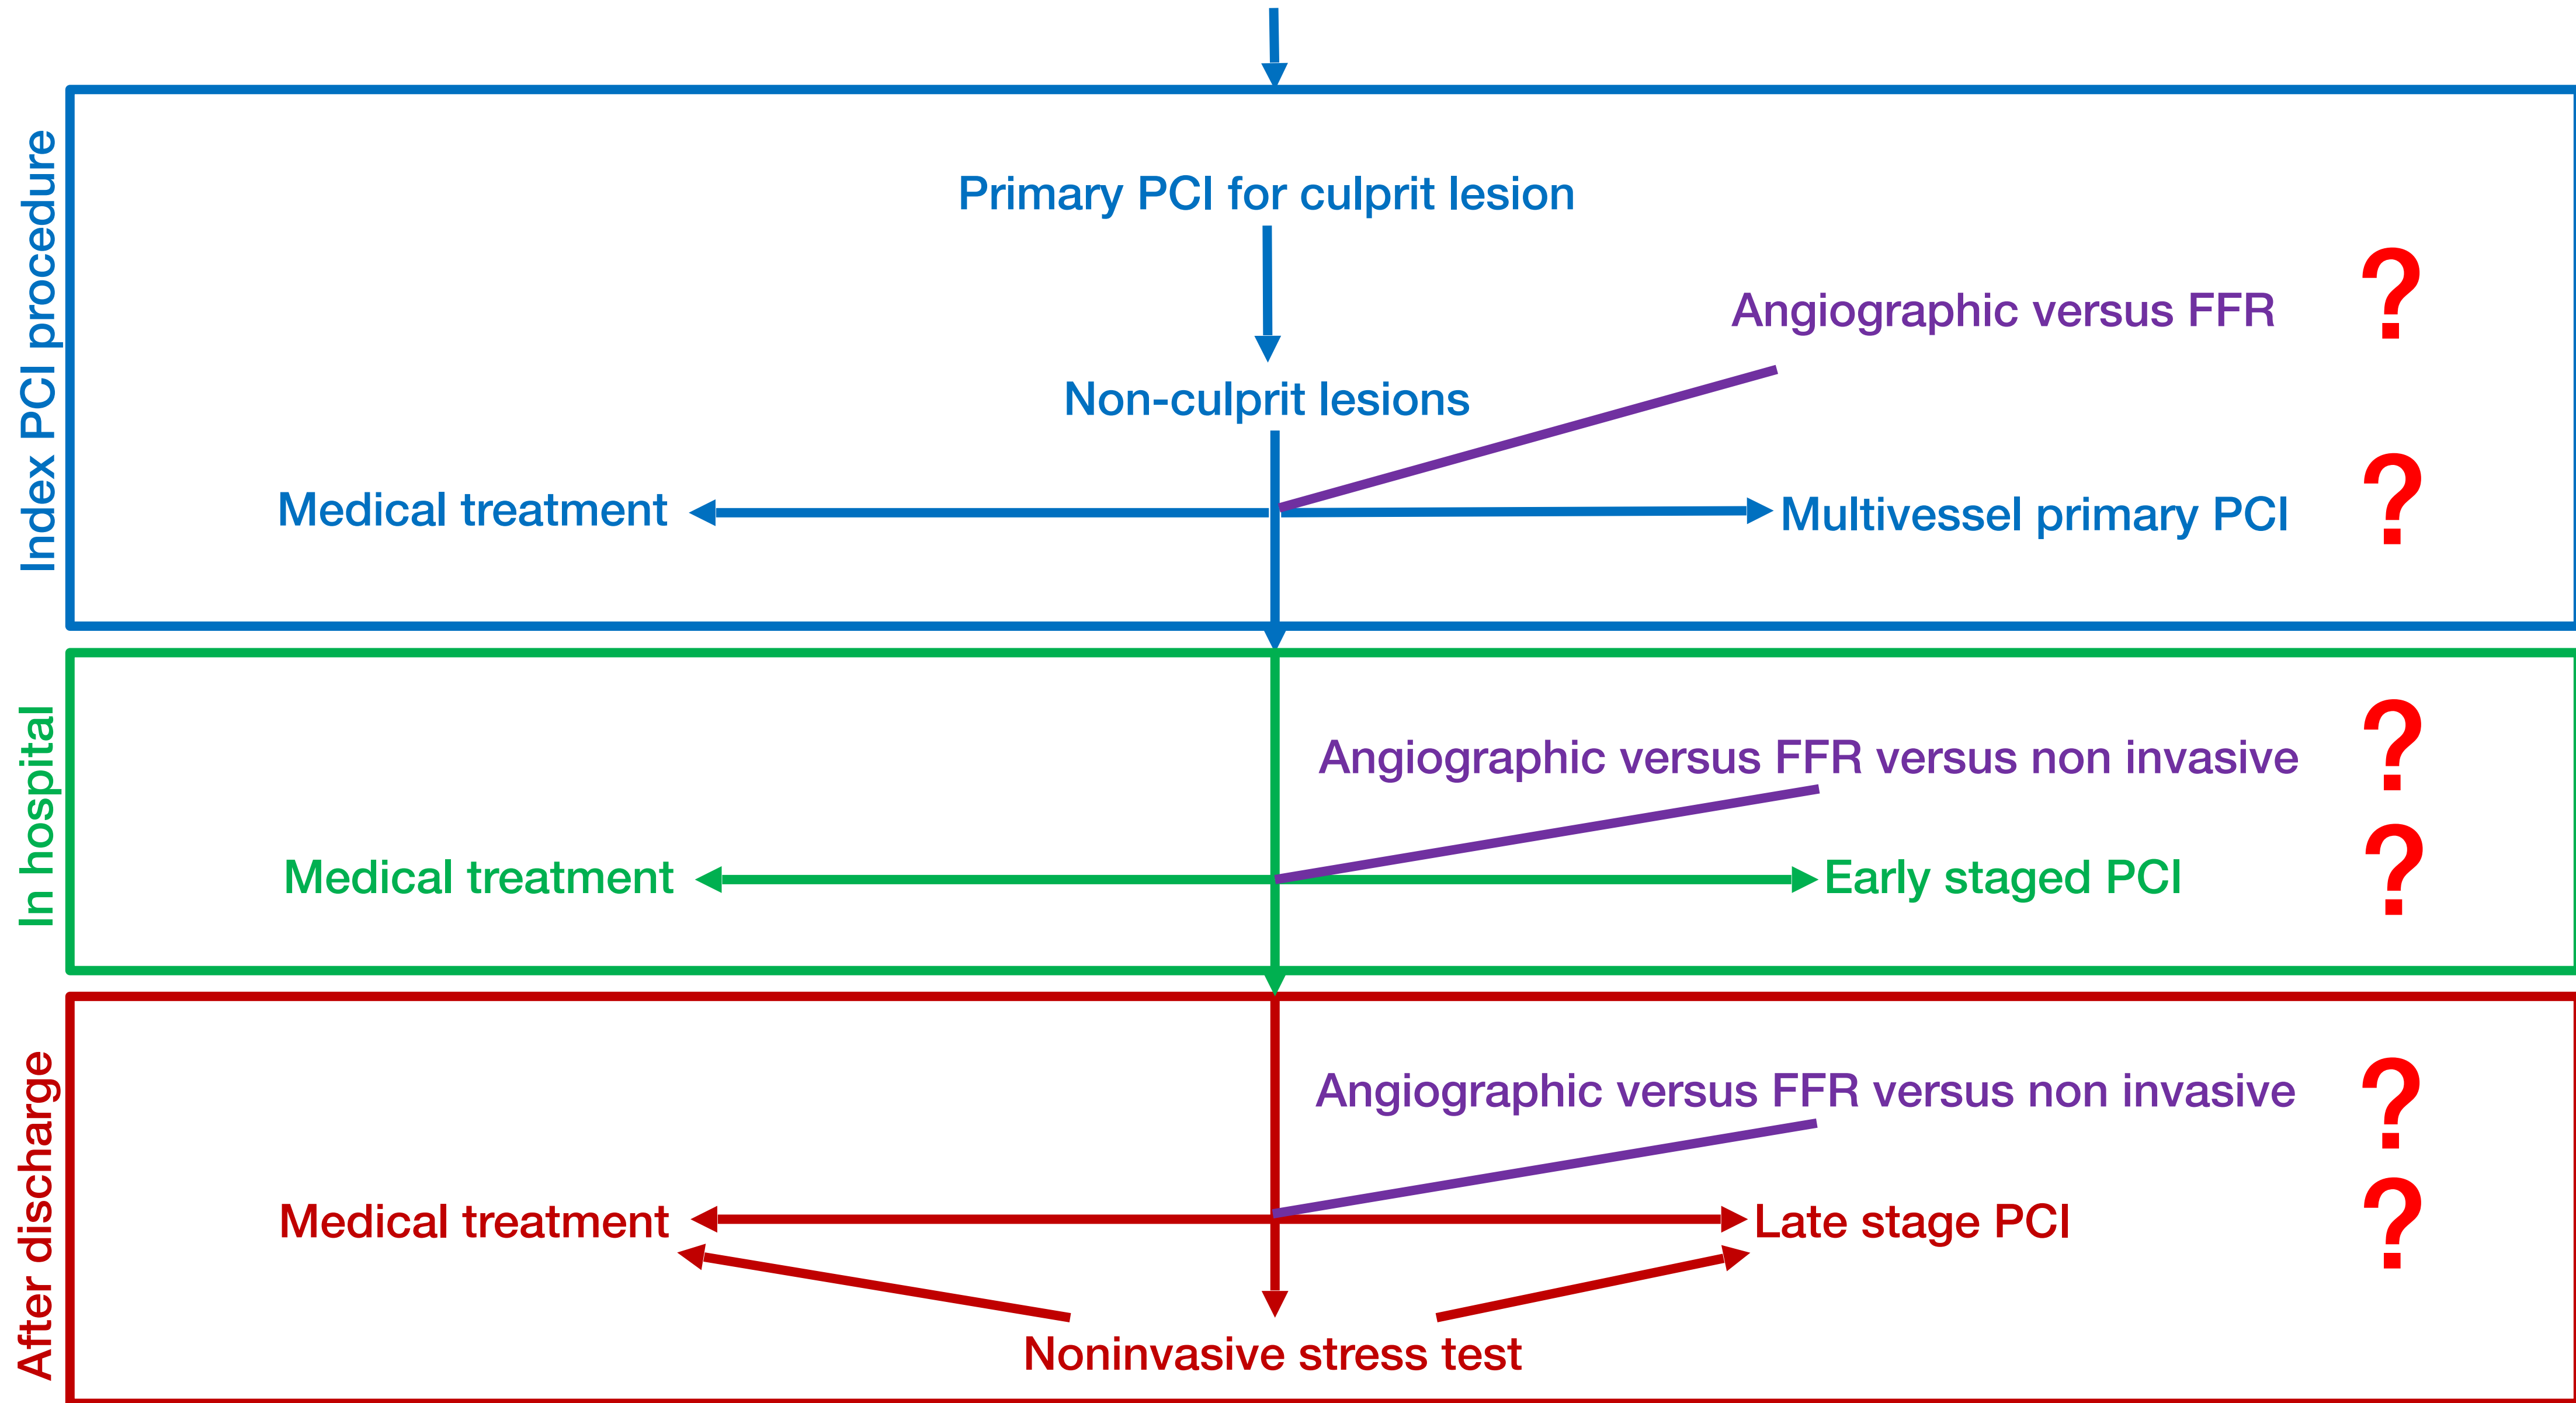 Index PCI procedure
Primary PCI for culprit lesion
Angiographic versus FFR
?
Non-culprit lesions
Medical treatment
Multivessel primary PCI
?
In hospital
Angiographic versus FFR versus non invasive
?
Medical treatment
Early staged PCI
?
After discharge
Angiographic versus FFR versus non invasive
?
Medical treatment
Late stage PCI
?
Noninvasive stress test